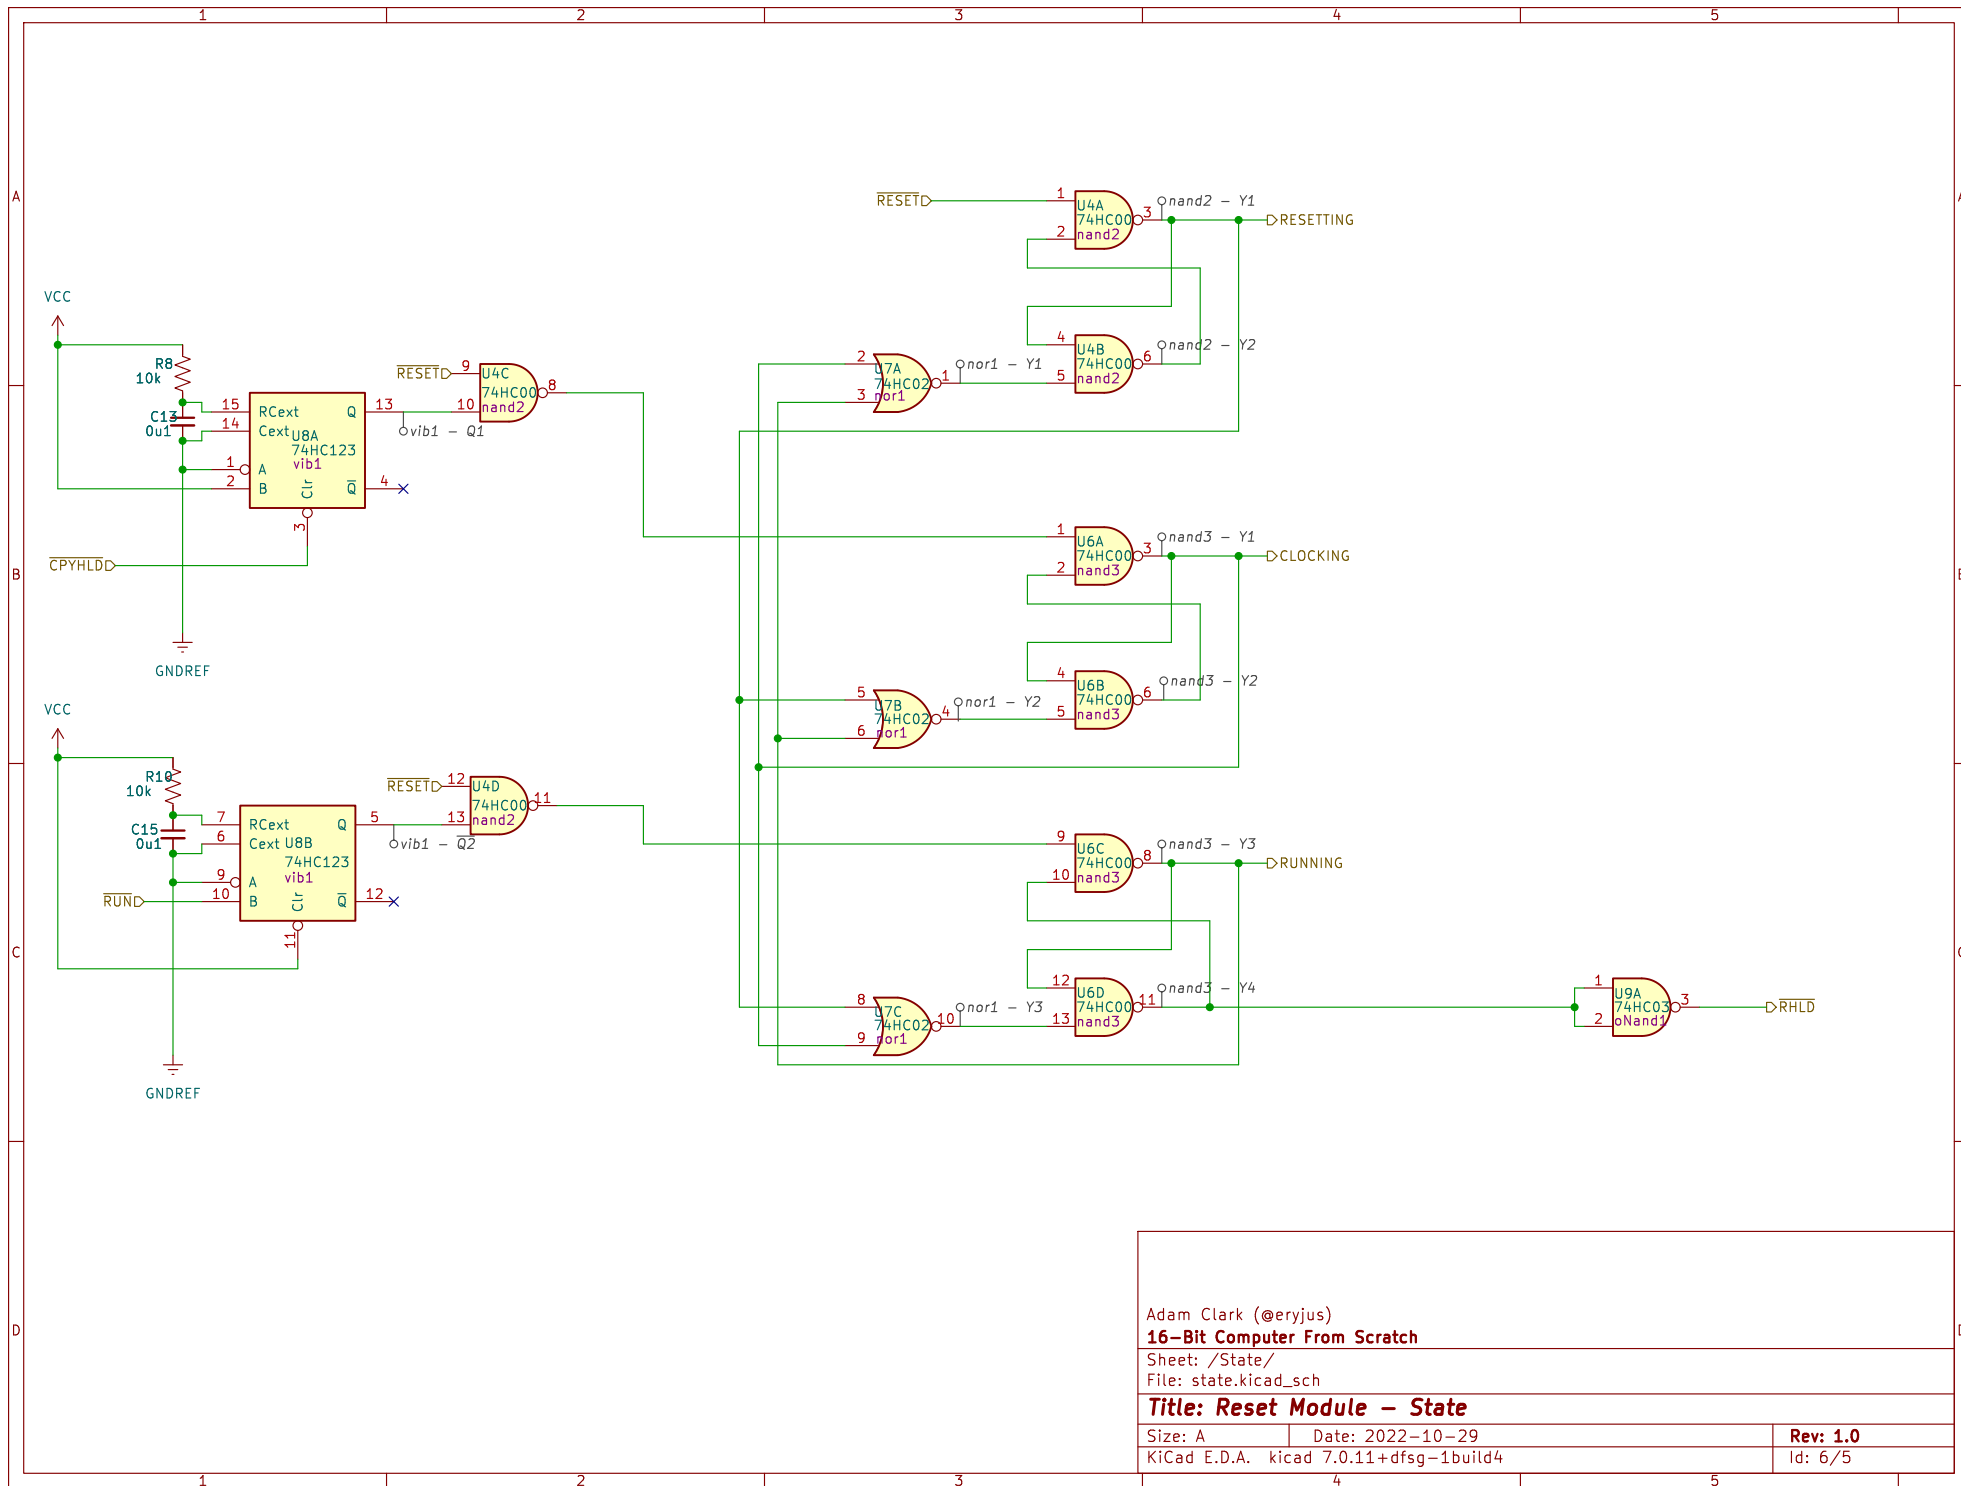 1 2 3 4 5
A
B
C
D
RESET
1
2
U4A
74HC00
nand2
3
nand2 - Y1
RESETTING
4
5
U4B
74HC00
nand2
6
nand2 - Y2
2
3
U7A
74HC02
nor1
1
nor1 - Y1
VCC
R8
10k
C13
0u1
15
14
1
2
RCext
Cext
A
B
Q
Q
Clr
U8A
74HC123
vib1
13
4
3
vib1 - Q1
CPYHLD
GNDREF
RESET
9
10
U4C
74HC00
nand2
8
1
2
U6A
74HC00
nand3
3
nand3 - Y1
CLOCKING
4
5
U6B
74HC00
nand3
6
nand3 - Y2
5
6
U7B
74HC02
nor1
4
nor1 - Y2
VCC
R10
10k
C15
0u1
7
6
9
10
RCext
Cext
A
B
Q
Q
Clr
U8B
74HC123
vib1
5
12
11
vib1 - Q2
RUN
GNDREF
RESET
12
13
U4D
74HC00
nand2
11
9
10
U6C
74HC00
nand3
8
nand3 - Y3
RUNNING
12
13
U6D
74HC00
nand3
11
nand3 - Y4
8
9
U7C
74HC02
nor1
10
nor1 - Y3
1
2
U9A
74HC03
oNand1
3
RHLD
Adam Clark (@eryjus)
16-Bit Computer From Scratch
Sheet: /State/
File: state.kicad_sch
Title: Reset Module - State
Size: A Date: 2022-10-29 Rev: 1.0
KiCad E.D.A. kicad 7.0.11+dfsg-1build4 Id: 6/5
1 2 3 4 5